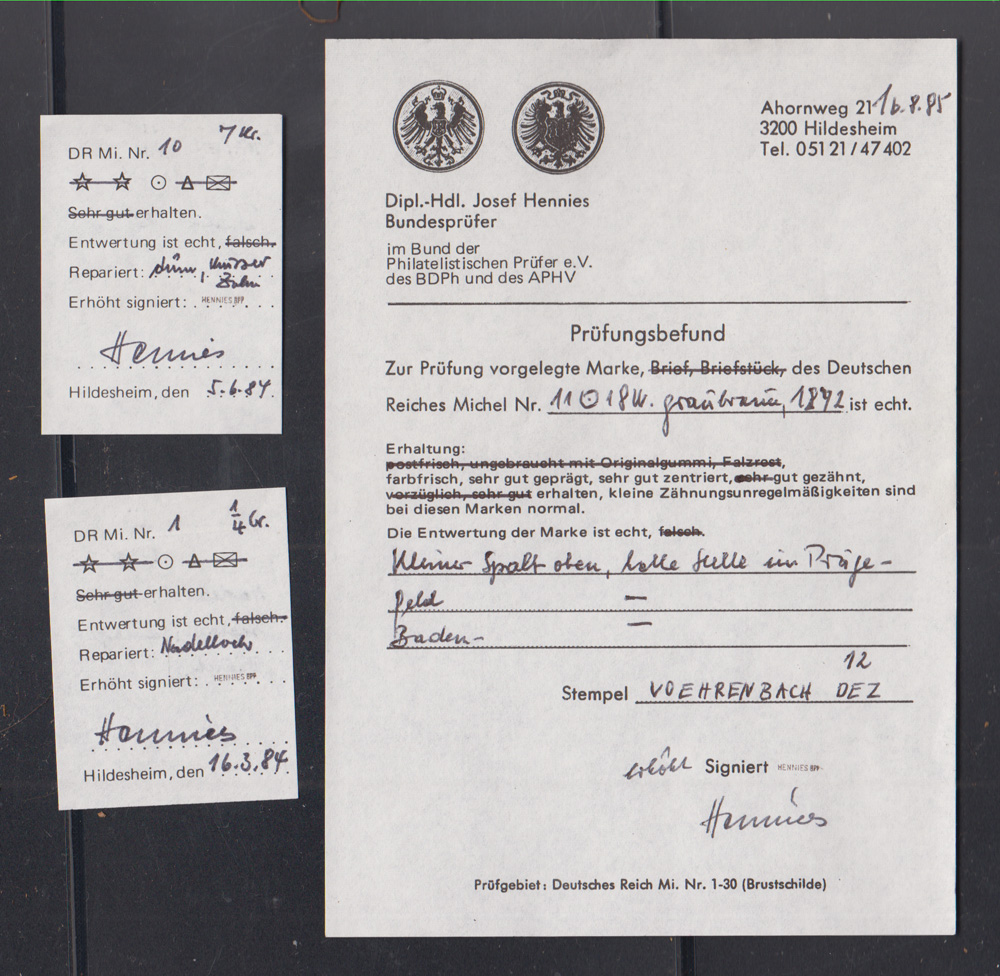 7 Kr.
DR Mi. Nr. 10
Sehr gut erhalten.
Entwertung ist echt, falsch.
Repariert: dünn, kurzer
Zahn
Erhöht signiert: . HENNIES BPP . . .
Hennies
Hildesheim, den 5.6.84.
1/4 Gr.
DR Mi. Nr. 1
Sehr gut erhalten.
Entwertung ist echt, falsch.
Repariert: Nadelloch
Erhöht signiert: . HENNIES BPP . . .
Hennies
Hildesheim, den 16.3.84.
Ahornweg 21 16.8.85
3200 Hildesheim
Tel. 05121/47402
Dipl.-Hdl. Josef Hennies
Bundesprüfer
im Bund der
Philatelistischen Prüfer e.V.
des BDPh und des APHV
Prüfungsbefund
Zur Prüfung vorgelegte Marke, Brief, Briefstück, des Deutschen
Reiches Michel Nr. 11 ⊙ 18 Kr. graubraun, 1872 ist echt.
Erhaltung:
postfrisch, ungebraucht mit Originalgummi, Falzrest,
farbfrisch, sehr gut geprägt, sehr gut zentriert, sehr gut gezähnt,
vorzüglich, sehr gut erhalten, kleine Zähnungsunregelmäßigkeiten sind
bei diesen Marken normal.
Die Entwertung der Marke ist echt, falsch.
Kleiner Spalt oben, helle Stelle im Präge-
feld —
Baden- —
12
Stempel VOEHRENBACH DEZ
erhöht Signiert HENNIES BPP
Hennies
Prüfgebiet: Deutsches Reich Mi. Nr. 1-30 (Brustschilde)